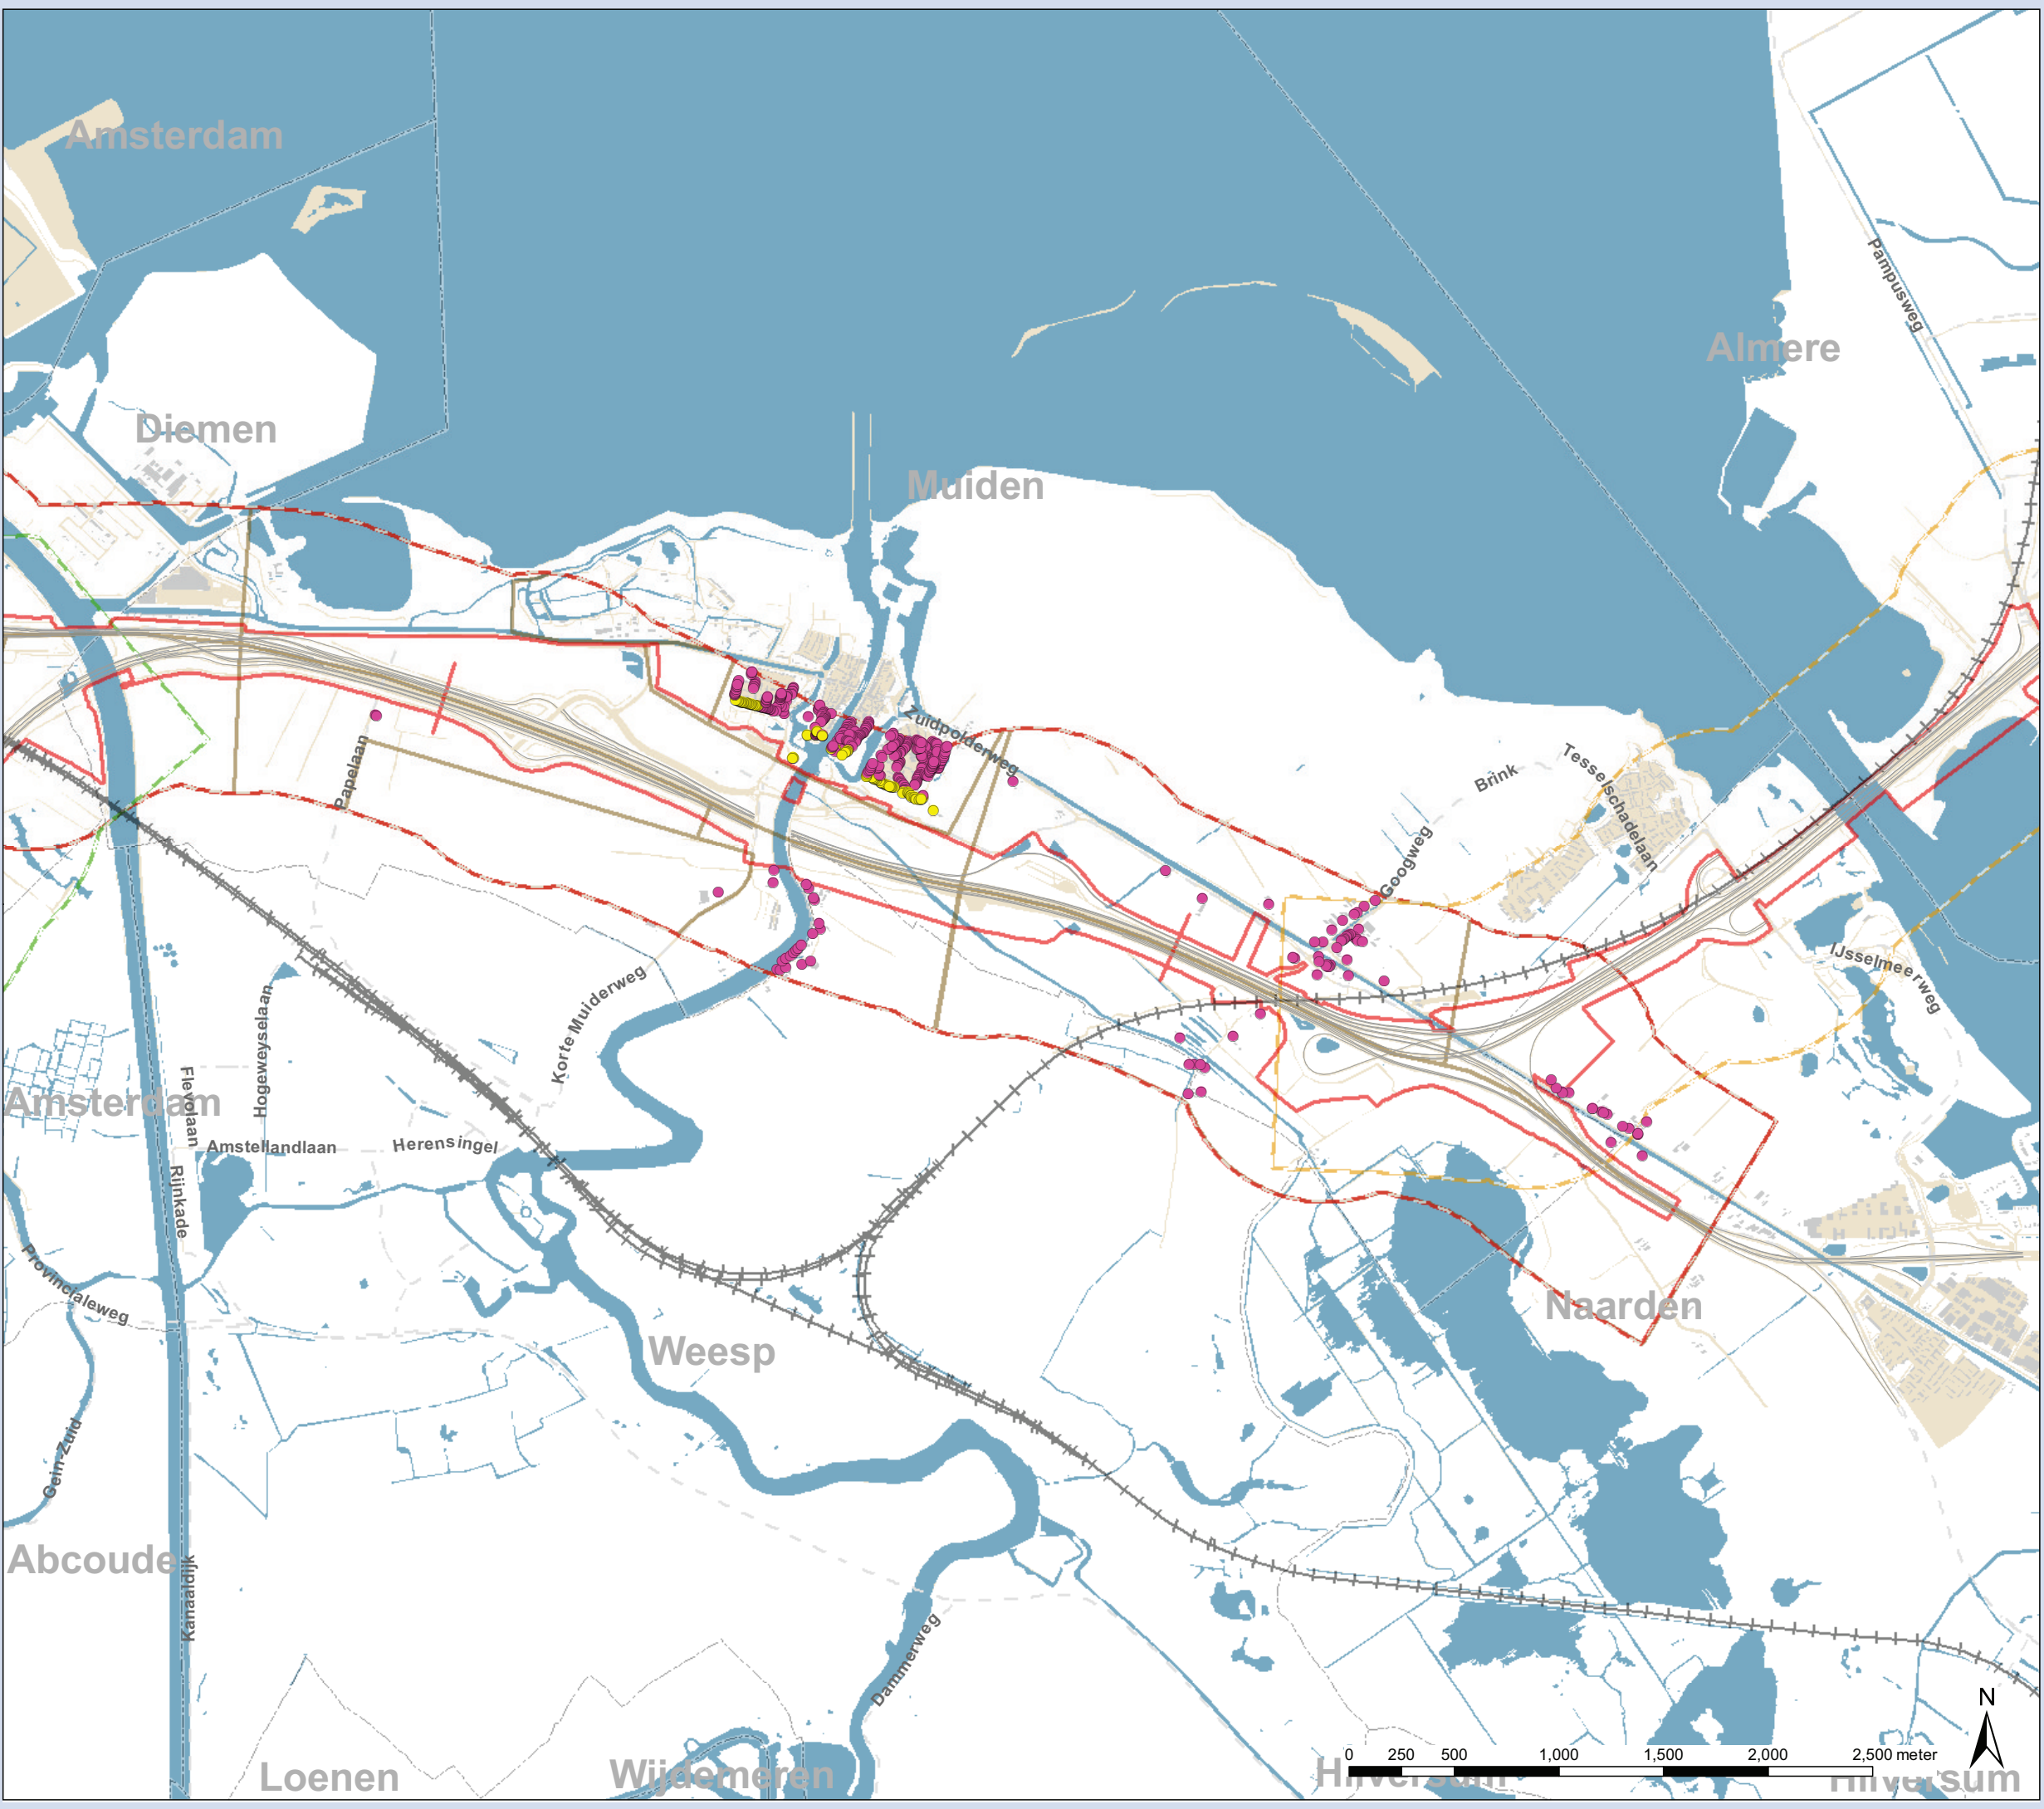 Amsterdam
Pampusweg
Almere
Diemen
Muiden
Zuidpolderweg
Papelaan
Brink
Tesselschadelaan
Googweg
IJsselmeerweg
Korte Muiderweg
Hogeweyselaan
Flevolaan
Amsterdam
Amstellandlaan
Herensingel
Rijnkade
Provincialeweg
Naarden
Weesp
Gein-Zuid
Abcoude
Kanaaldijk
Dammerweg
N
0 250 500 1,000 1,500 2,000 2,500 meter
Loenen
Wijdemeren
Hilversum
Hilversum